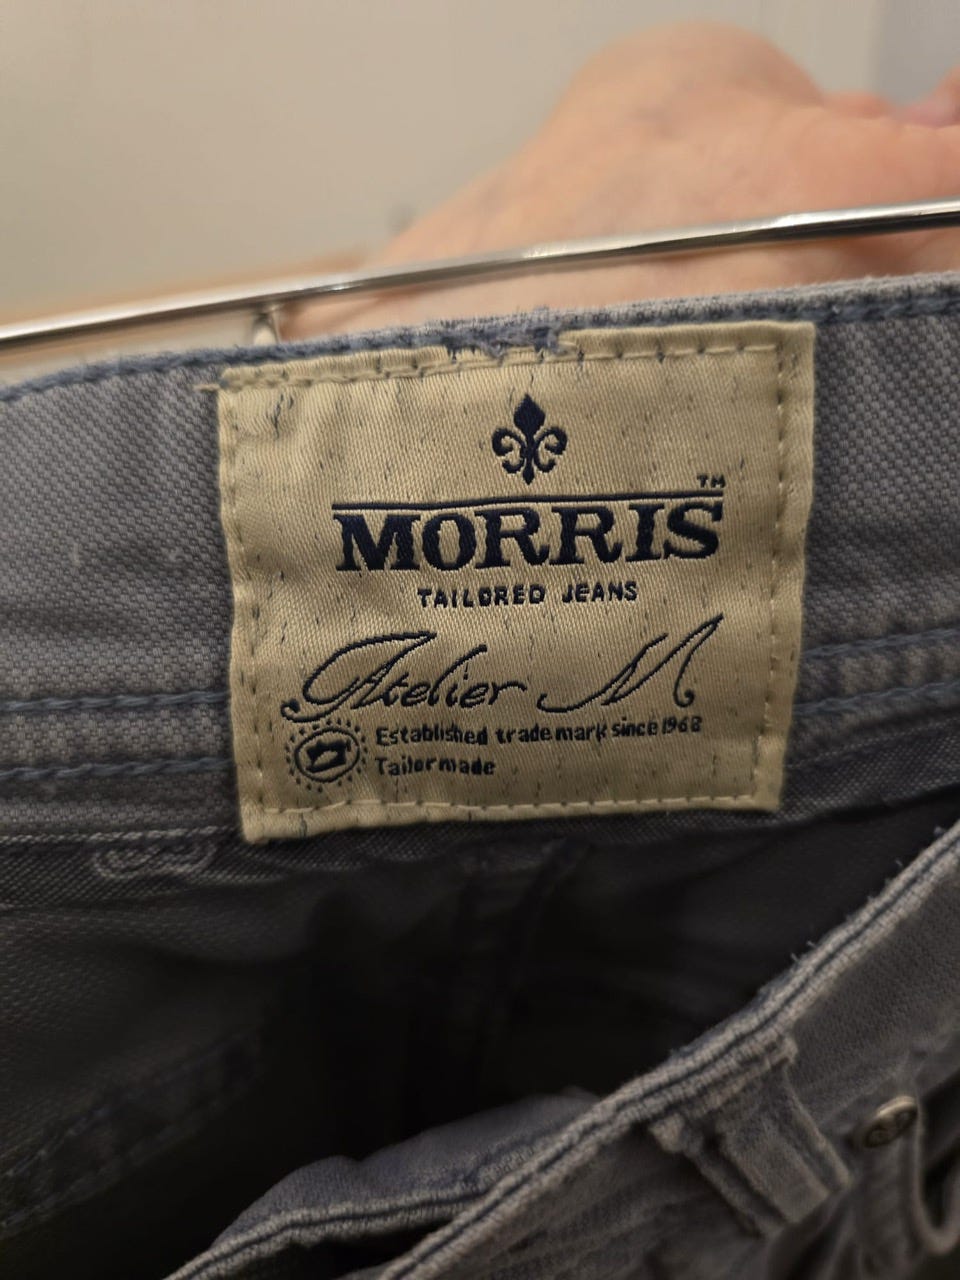 MORRIS™
TAILORED JEANS
Atelier M
Established trade mark since 1968
Tailormade